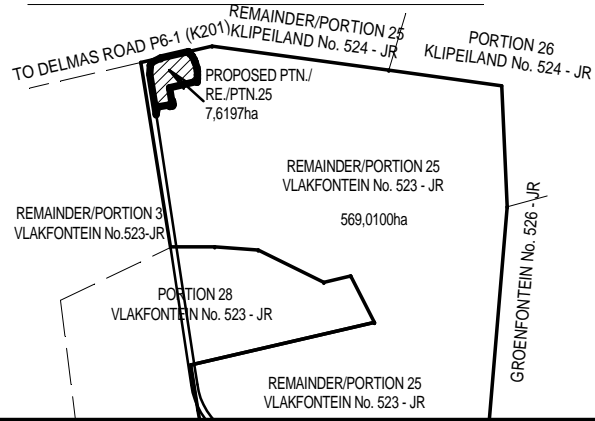 REMAINDER/PORTION 25
KLIPEILAND No. 524 - JR
PORTION 26
KLIPEILAND No. 524 - JR
TO DELMAS ROAD P6-1 (K201)
PROPOSED PTN./
RE./PTN.25
7,6197ha
REMAINDER/PORTION 25
VLAKFONTEIN No. 523 - JR
569,0100ha
REMAINDER/PORTION 3
VLAKFONTEIN No.523-JR
GROENFONTEIN No. 526 - JR
PORTION 28
VLAKFONTEIN No. 523 - JR
REMAINDER/PORTION 25
VLAKFONTEIN No. 523 - JR